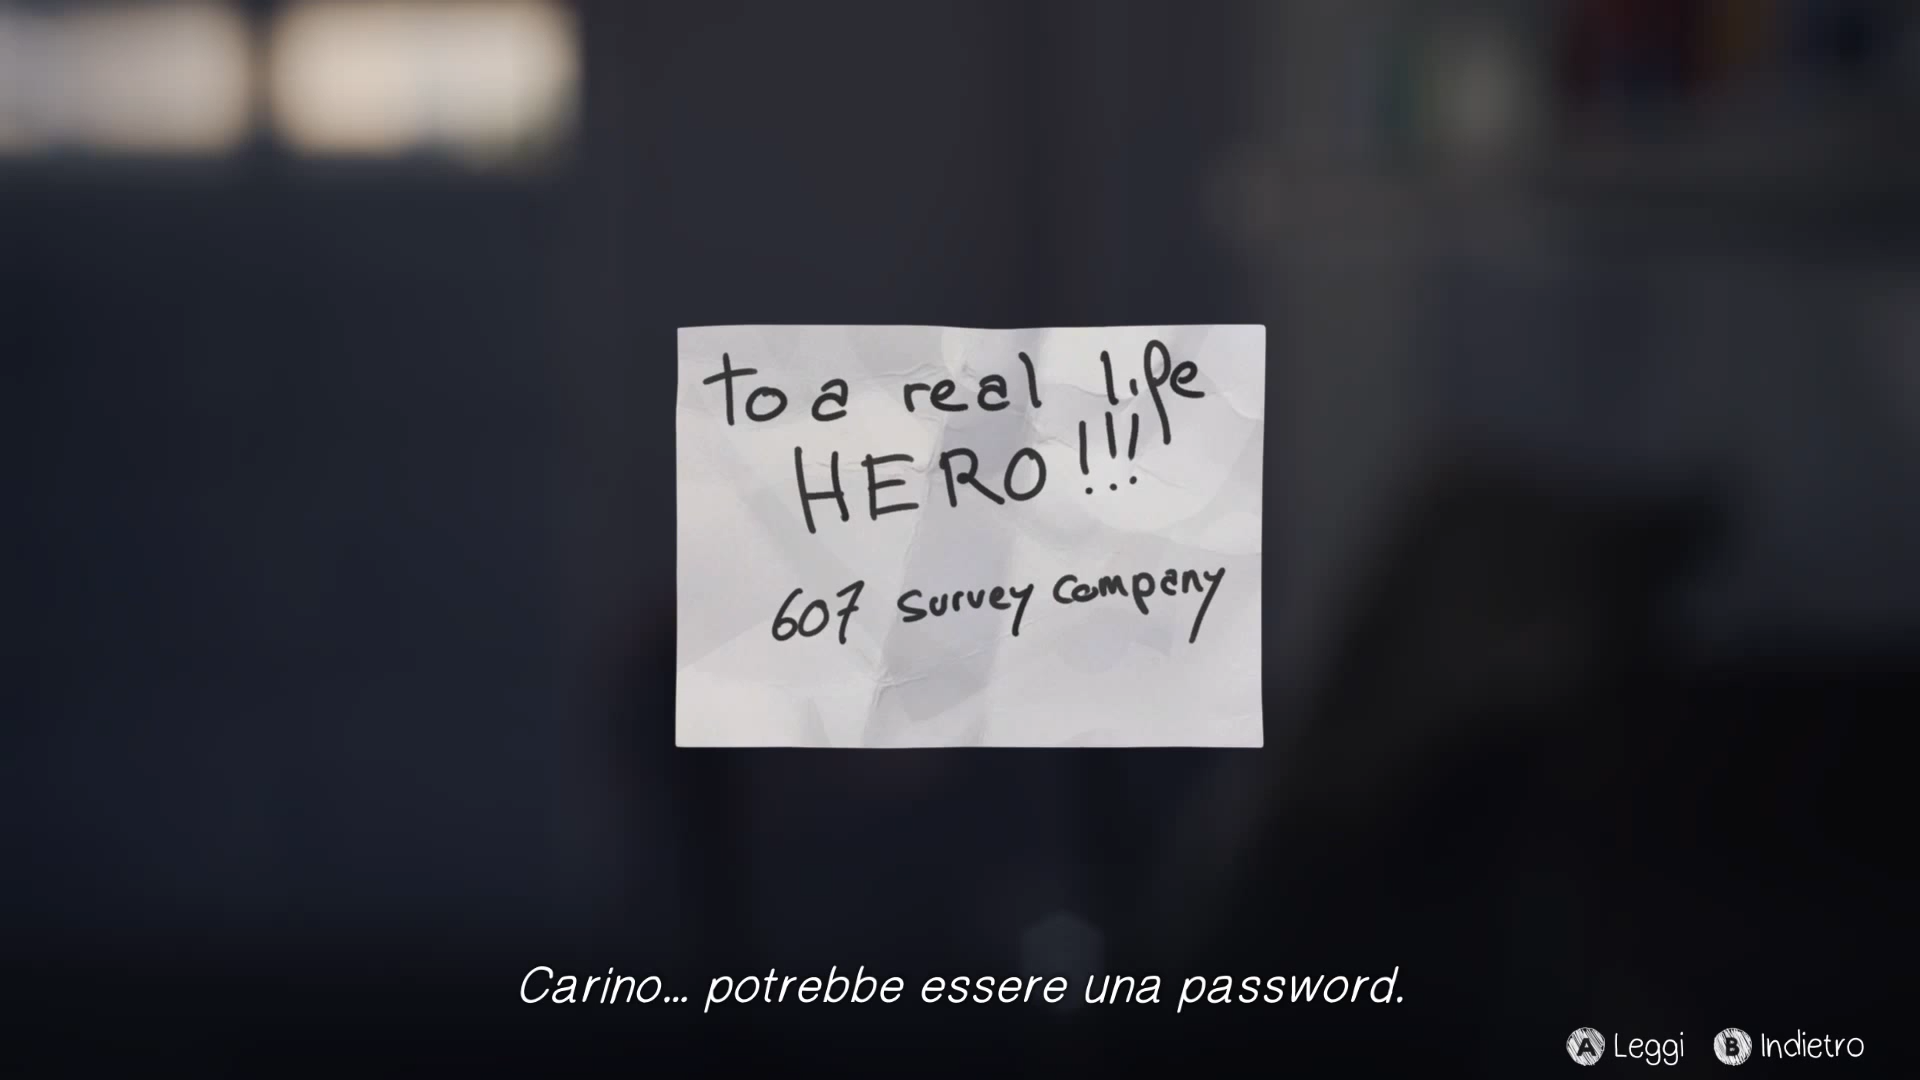 to a real life
HERO!!!
607 survey company
Carino... potrebbe essere una password.
A Leggi B Indietro